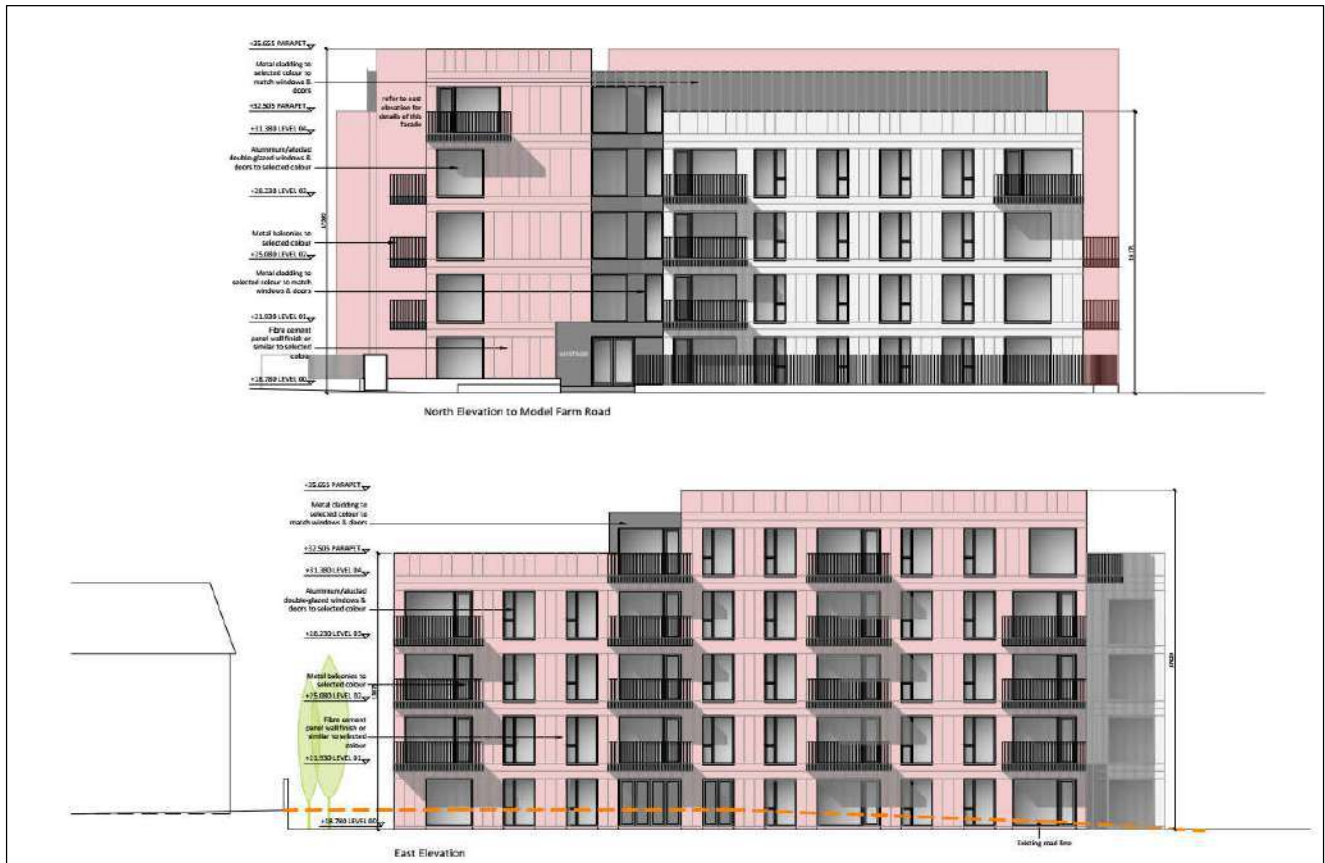 +35.655 PARAPET
Metal cladding to
selected colour to
match windows &
doors
refer to east
elevation for
details of this
facade
+32.505 PARAPET
+31.380 LEVEL 04
Aluminium/aluclad
double-glazed windows &
doors to selected colour
+28.230 LEVEL 03
Metal balconies to
selected colour
+25.080 LEVEL 02
Metal cladding to
selected colour to match
windows & doors
+21.930 LEVEL 01
Fibre cement
panel wall finish or
similar to selected
colour
+18.780 LEVEL 00
North Elevation to Model Farm Road
+35.655 PARAPET
Metal cladding to
selected colour to
match windows & doors
+32.505 PARAPET
+31.380 LEVEL 04
Aluminium/aluclad
double-glazed windows &
doors to selected colour
+28.230 LEVEL 03
Metal balconies to
selected colour
+25.080 LEVEL 02
Fibre cement
panel wall finish or
similar to selected
colour
+21.930 LEVEL 01
+18.780 LEVEL 00
Existing road line
East Elevation